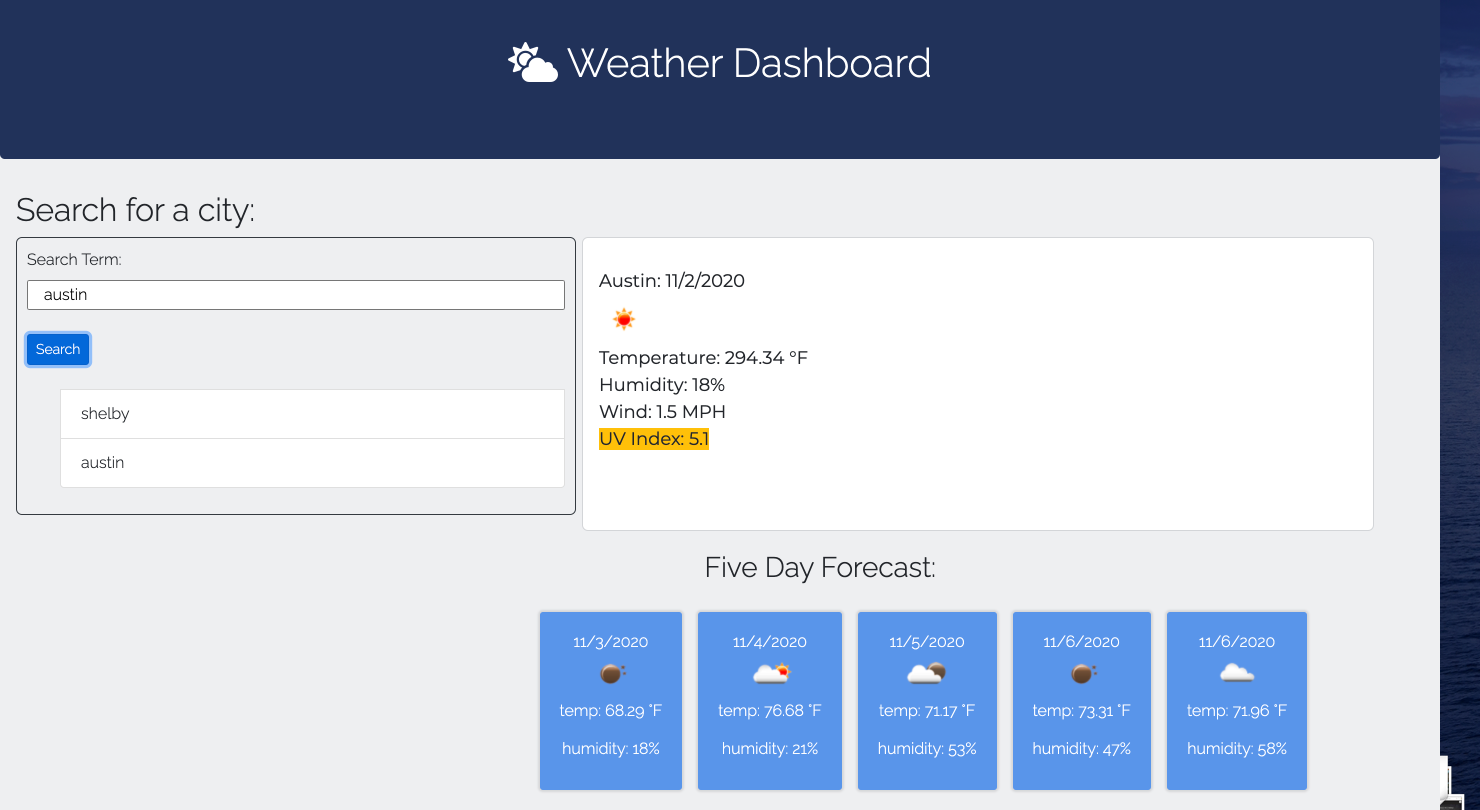 Weather Dashboard
Search for a city:
Search Term:
austin
Search
shelby
austin
Austin: 11/2/2020
Temperature: 294.34 °F
Humidity: 18%
Wind: 1.5 MPH
UV Index: 5.1
Five Day Forecast:
11/3/2020
temp: 68.29 °F
humidity: 18%
11/4/2020
temp: 76.68 °F
humidity: 21%
11/5/2020
temp: 71.17 °F
humidity: 53%
11/6/2020
temp: 73.31 °F
humidity: 47%
11/6/2020
temp: 71.96 °F
humidity: 58%